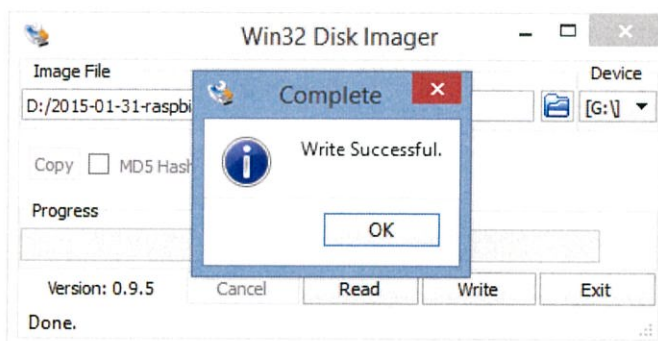 Win32 Disk Imager
Image File
Device
D:/2015-01-31-raspbi
[G:\]
Complete
Write Successful.
OK
Copy
MD5 Hash
Progress
Version: 0.9.5
Cancel
Read
Write
Exit
Done.